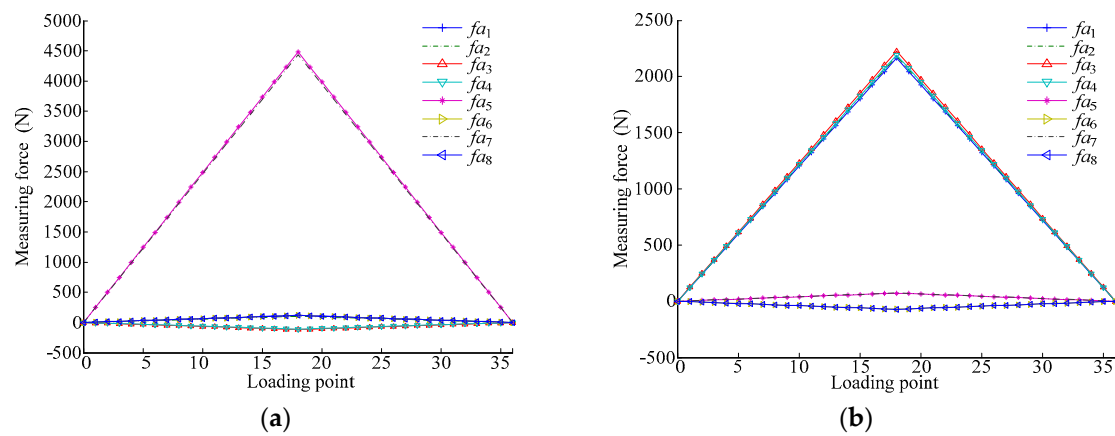 5000
4500
4000
3500
3000
2500
2000
1500
1000
500
0
-500
Measuring force (N)
0 5 10 15 20 25 30 35
Loading point
fa1
fa2
fa3
fa4
fa5
fa6
fa7
fa8
(a)
2500
2000
1500
1000
500
0
-500
Measuring force (N)
0 5 10 15 20 25 30 35
Loading point
fa1
fa2
fa3
fa4
fa5
fa6
fa7
fa8
(b)